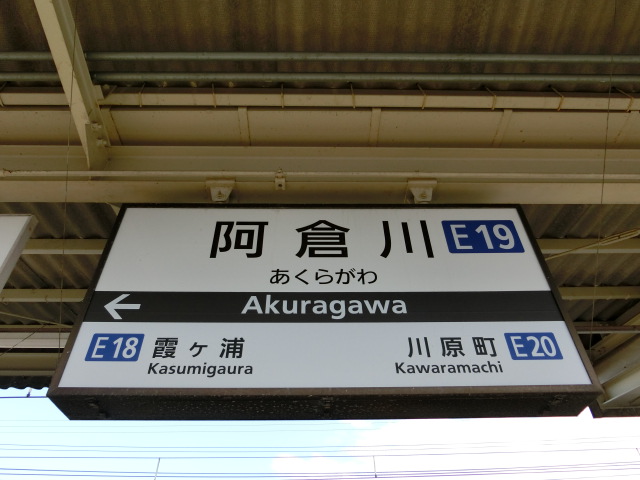 阿倉川 E19
あくらがわ
← Akuragawa
E18 霞ヶ浦 川原町 E20
Kasumigaura Kawaramachi